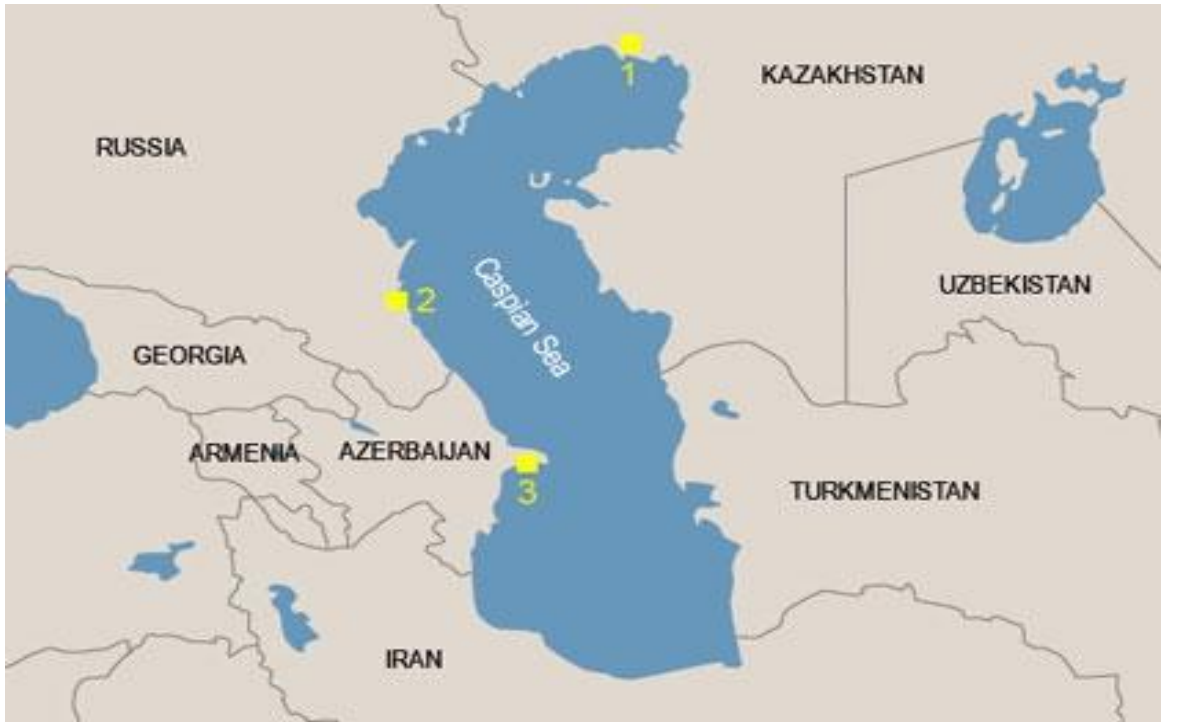 1
KAZAKHSTAN
RUSSIA
Caspian Sea
UZBEKISTAN
2
GEORGIA
ARMENIA
AZERBAIJAN
3
TURKMENISTAN
IRAN